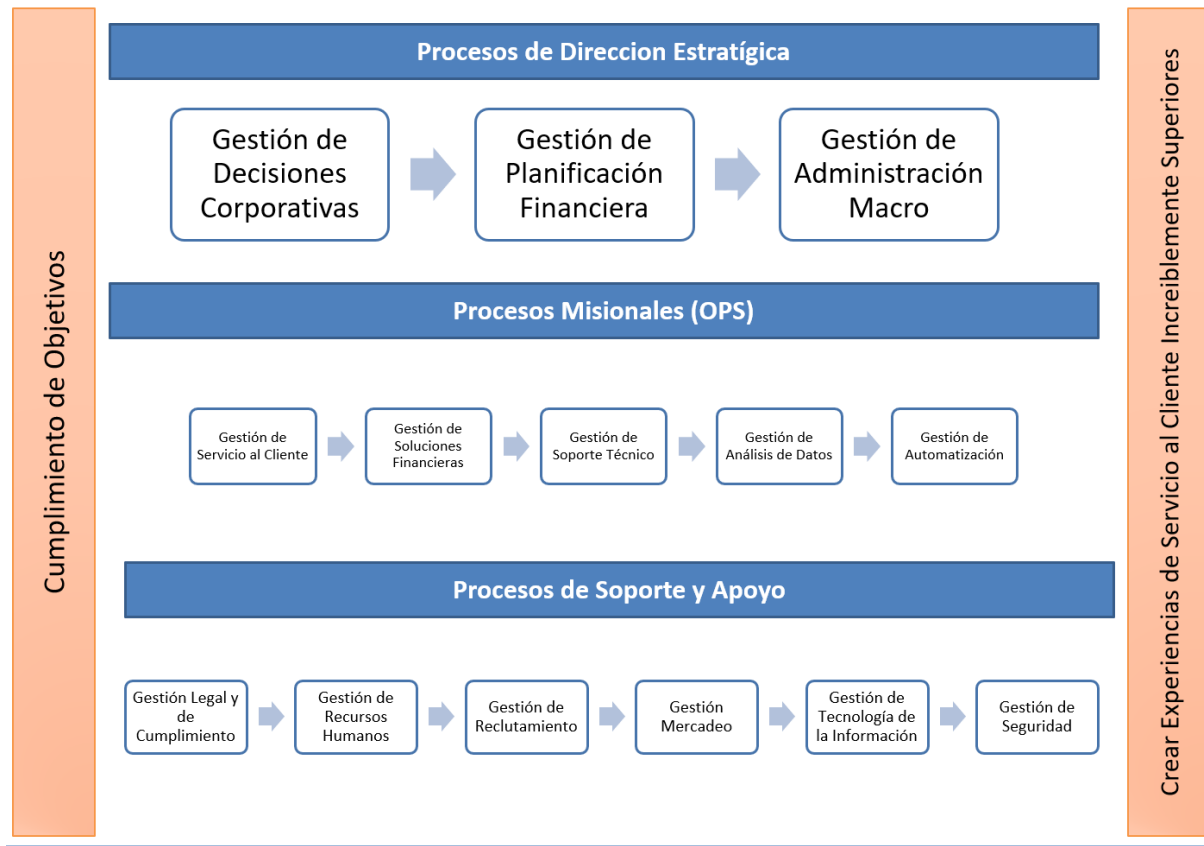 Cumplimiento de Objetivos
Procesos de Direccion Estratígica
Gestión de
Decisiones
Corporativas
Gestión de
Planificación
Financiera
Gestión de
Administración
Macro
Procesos Misionales (OPS)
Gestión de
Servicio al Cliente
Gestión de
Soluciones
Financieras
Gestión de
Soporte Técnico
Gestión de
Análisis de Datos
Gestión de
Automatización
Procesos de Soporte y Apoyo
Gestión Legal y
de
Cumplimiento
Gestión de
Recursos
Humanos
Gestión de
Reclutamiento
Gestión
Mercadeo
Gestión de
Tecnología de
la Información
Gestión de
Seguridad
Crear Experiencias de Servicio al Cliente Increiblemente Superiores